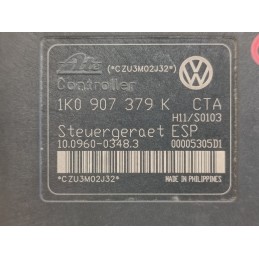 ATE
(*CZU3M02J32*)
Controller
1K0 907 379 K CTA
H11/S0103
Steuergeraet ESP
10.0960-0348.3 00005305D1
*CZU3M02J32*
MADE IN PHILIPPINES